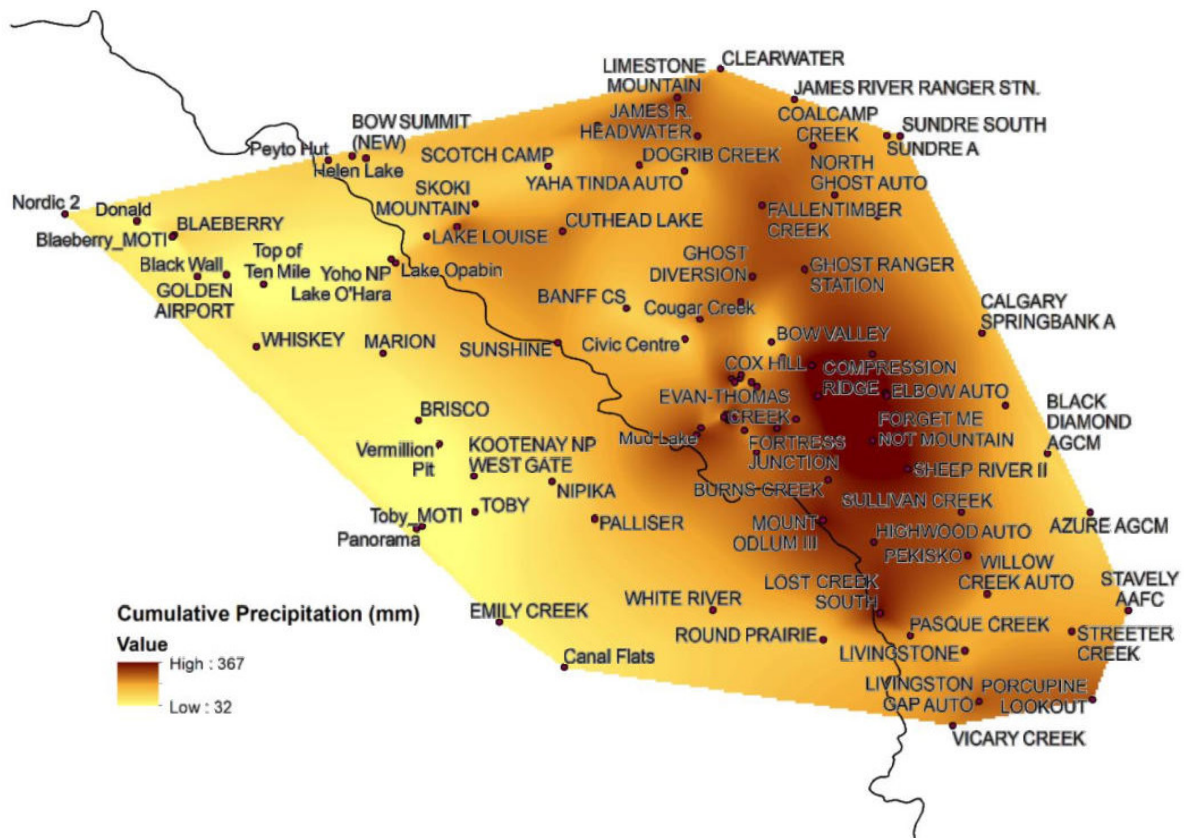 CLEARWATER
LIMESTONE
MOUNTAIN
JAMES RIVER RANGER STN.
JAMES R.
HEADWATER
COALCAMP
CREEK
SUNDRE SOUTH
SUNDRE A
BOW SUMMIT
(NEW)
Peyto Hut
Helen Lake
SCOTCH CAMP
DOGRIB CREEK
NORTH
GHOST AUTO
YAHA TINDA AUTO
SKOKI
MOUNTAIN
Nordic 2
Donald
BLAEBERRY
Blaeberry_MOTI
CUTHEAD LAKE
FALLENTIMBER
CREEK
LAKE LOUISE
Black Wall
Top of
Ten Mile
GOLDEN
AIRPORT
Yoho NP
Lake O'Hara
Lake Opabin
GHOST
DIVERSION
GHOST RANGER
STATION
BANFF CS
Cougar Creek
CALGARY
SPRINGBANK A
WHISKEY
MARION
SUNSHINE
Civic Centre
BOW VALLEY
COX HILL
COMPRESSION
RIDGE
ELBOW AUTO
EVAN-THOMAS
CREEK
BLACK
DIAMOND
AGCM
BRISCO
Mud Lake
FORGET ME
NOT MOUNTAIN
FORTRESS
JUNCTION
Vermillion
Pit
KOOTENAY NP
WEST GATE
SHEEP RIVER II
NIPIKA
BURNS CREEK
SULLIVAN CREEK
Toby_MOTI
TOBY
PALLISER
MOUNT
ODLUM III
AZURE AGCM
Panorama
HIGHWOOD AUTO
PEKISKO
WILLOW
CREEK AUTO
LOST CREEK
SOUTH
STAVELY
AAFC
EMILY CREEK
WHITE RIVER
ROUND PRAIRIE
PASQUE CREEK
STREETER
CREEK
LIVINGSTONE
Canal Flats
LIVINGSTON
GAP AUTO
PORCUPINE
LOOKOUT
VICARY CREEK
Cumulative Precipitation (mm)
Value
High : 367
Low : 32